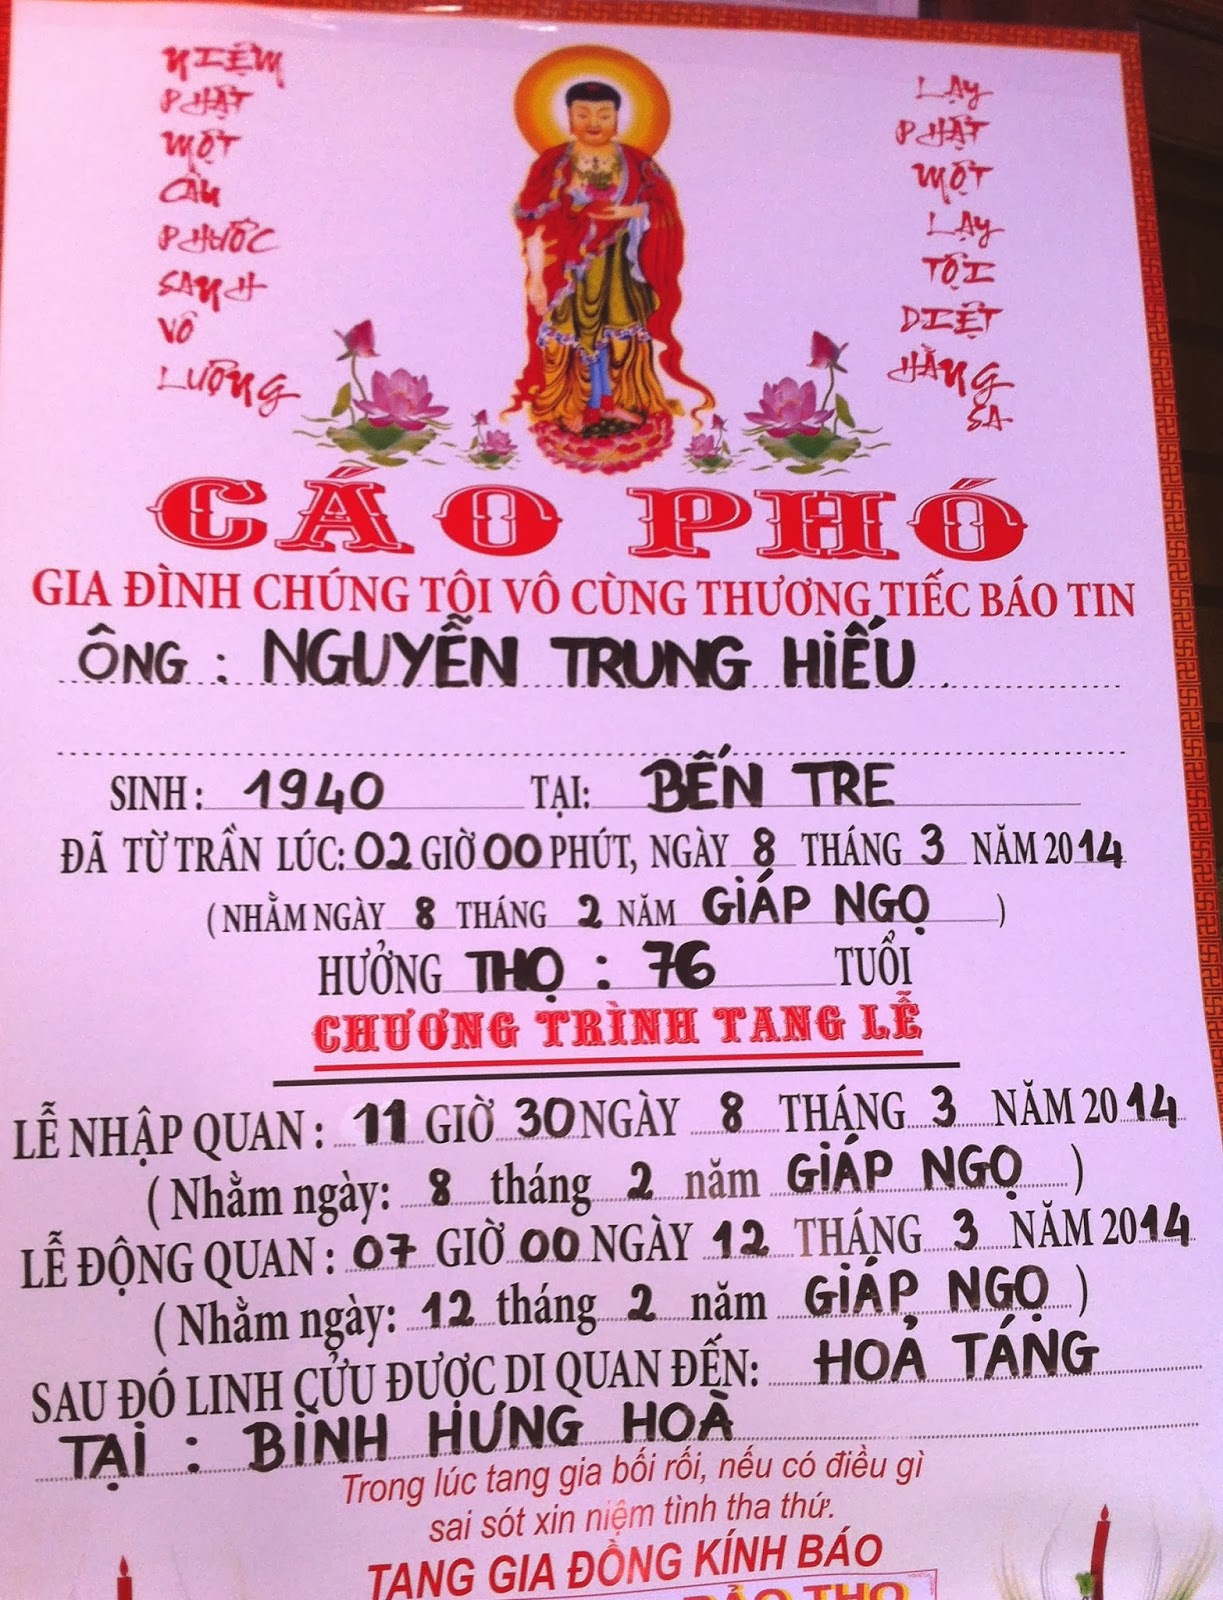 NIỆM
PHẬT
MỘT
CÂU
PHƯỚC
SANH
VÔ
LƯỢNG
LẠY
PHẬT
MỘT
LẠY
TỘI
DIỆT
HẰNG
SA
CÁO PHÓ
GIA ĐÌNH CHÚNG TÔI VÔ CÙNG THƯƠNG TIẾC BÁO TIN
ÔNG : NGUYỄN TRUNG HIẾU
SINH : 1940 TẠI: BẾN TRE
ĐÃ TỪ TRẦN LÚC: 02 GIỜ 00 PHÚT, NGÀY 8 THÁNG 3 NĂM 2014
( NHẰM NGÀY 8 THÁNG 2 NĂM GIÁP NGỌ )
HƯỞNG THỌ : 76 TUỔI
CHƯƠNG TRÌNH TANG LỄ
LỄ NHẬP QUAN : 11 GIỜ 30 NGÀY 8 THÁNG 3 NĂM 2014
( Nhằm ngày: 8 tháng 2 năm GIÁP NGỌ )
LỄ ĐỘNG QUAN : 07 GIỜ 00 NGÀY 12 THÁNG 3 NĂM 2014
( Nhằm ngày: 12 tháng 2 năm GIÁP NGỌ )
SAU ĐÓ LINH CỬU ĐƯỢC DI QUAN ĐẾN: HOẢ TÁNG
TẠI : BÌNH HƯNG HOÀ
Trong lúc tang gia bối rối, nếu có điều gì
sai sót xin niệm tình tha thứ.
TANG GIA ĐỒNG KÍNH BÁO
BẢO THỌ